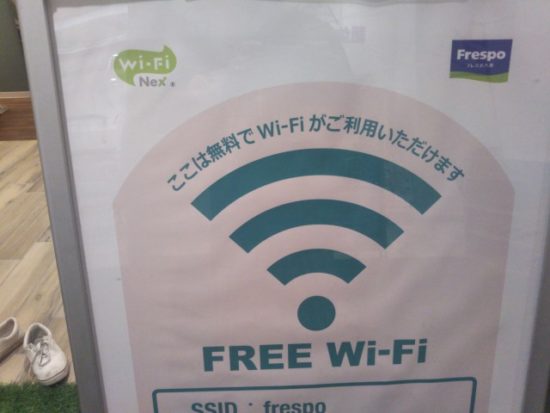 Wi-Fi
Nex
Frespo
ここは無料でWi-Fiがご利用いただけます
FREE Wi-Fi
SSID : frespo